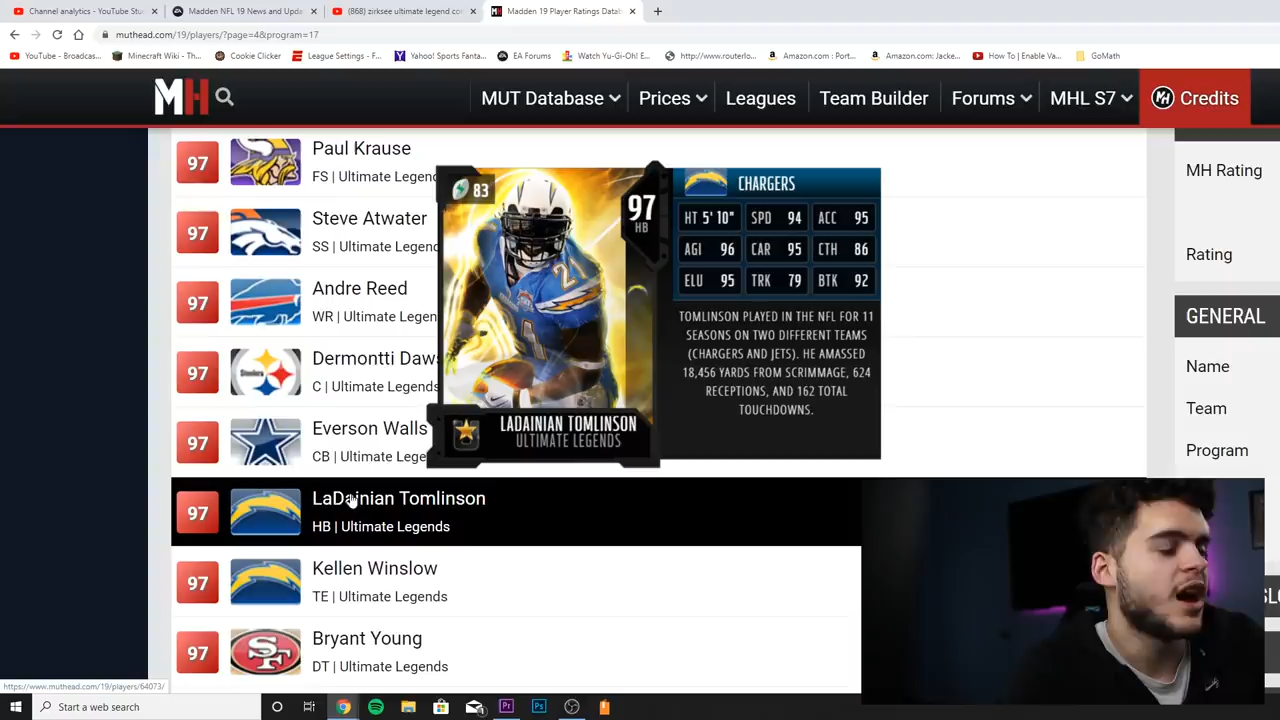 Channel analytics - YouTube Stu
Madden NFL 19 News and Upda
(868) zirksee ultimate legend co
Madden 19 Player Ratings Datab
muthead.com/19/players/?page=4&program=17
YouTube - Broadcas...
Minecraft Wiki - Th...
Cookie Clicker
League Settings - F...
Yahoo! Sports Fanta...
EA Forums
Watch Yu-Gi-Oh! E...
http://www.routerlo...
Amazon.com : Port...
Amazon.com: Jacke...
How To | Enable Va...
GoMath
MH
MUT Database
Prices
Leagues
Team Builder
Forums
MHL S7
Credits
97
Paul Krause
FS | Ultimate Legend
97
Steve Atwater
SS | Ultimate Legend
97
Andre Reed
WR | Ultimate Legen
97
Dermontti Daws
C | Ultimate Legends
97
Everson Walls
CB | Ultimate Lege
97
LaDainian Tomlinson
HB | Ultimate Legends
97
Kellen Winslow
TE | Ultimate Legends
97
Bryant Young
DT | Ultimate Legends
83
97
HB
21
LADAINIAN TOMLINSON
ULTIMATE LEGENDS
CHARGERS
HT 5' 10" SPD 94 ACC 95
AGI 96 CAR 95 CTH 86
ELU 95 TRK 79 BTK 92
TOMLINSON PLAYED IN THE NFL FOR 11
SEASONS ON TWO DIFFERENT TEAMS
(CHARGERS AND JETS). HE AMASSED
18,456 YARDS FROM SCRIMMAGE, 624
RECEPTIONS, AND 162 TOTAL
TOUCHDOWNS.
MH Rating
Rating
GENERAL
Name
Team
Program
https://www.muthead.com/19/players/64073/
Start a web search